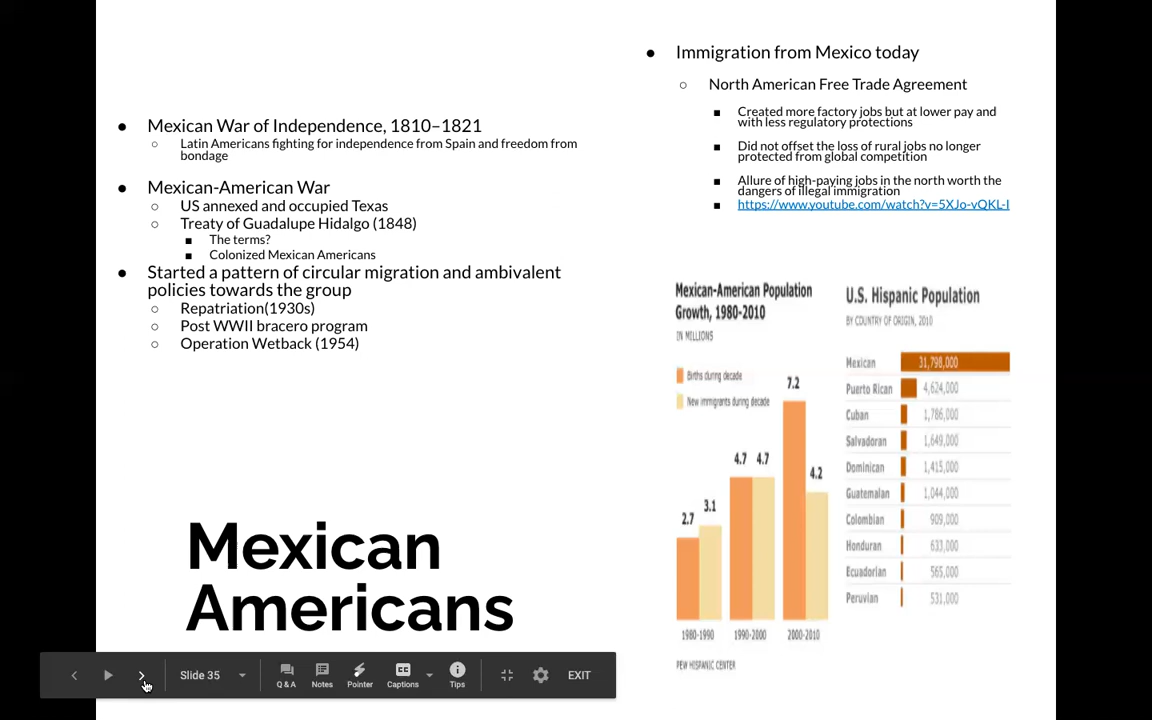 ● Mexican War of Independence, 1810–1821
○ Latin Americans fighting for independence from Spain and freedom from
bondage
● Mexican-American War
○ US annexed and occupied Texas
○ Treaty of Guadalupe Hidalgo (1848)
■ The terms?
■ Colonized Mexican Americans
● Started a pattern of circular migration and ambivalent
policies towards the group
○ Repatriation(1930s)
○ Post WWII bracero program
○ Operation Wetback (1954)
Mexican
Americans
● Immigration from Mexico today
○ North American Free Trade Agreement
■ Created more factory jobs but at lower pay and
with less regulatory protections
■ Did not offset the loss of rural jobs no longer
protected from global competition
■ Allure of high-paying jobs in the north worth the
dangers of illegal immigration
■ https://www.youtube.com/watch?v=5XJo-vQKL-I
Mexican-American Population
Growth, 1980-2010
IN MILLIONS
Births during decade
New immigrants during decade
2.7 3.1
4.7 4.7
7.2 4.2
1980-1990 1990-2000 2000-2010
PEW HISPANIC CENTER
U.S. Hispanic Population
BY COUNTRY OF ORIGIN, 2010
Mexican 31,798,000
Puerto Rican 4,624,000
Cuban 1,786,000
Salvadoran 1,649,000
Dominican 1,415,000
Guatemalan 1,044,000
Colombian 909,000
Honduran 633,000
Ecuadorian 565,000
Peruvian 531,000
Slide 35 Q & A Notes Pointer CC Captions Tips EXIT